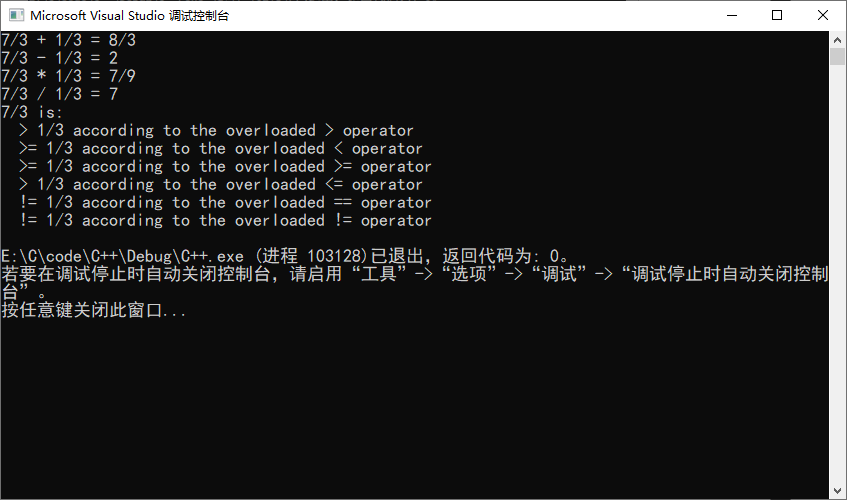 Microsoft Visual Studio 调试控制台
7/3 + 1/3 = 8/3
7/3 - 1/3 = 2
7/3 * 1/3 = 7/9
7/3 / 1/3 = 7
7/3 is:
  > 1/3 according to the overloaded > operator
  >= 1/3 according to the overloaded < operator
  >= 1/3 according to the overloaded >= operator
  > 1/3 according to the overloaded <= operator
  != 1/3 according to the overloaded == operator
  != 1/3 according to the overloaded != operator

E:\C\code\C++\Debug\C++.exe (进程 103128)已退出，返回代码为: 0。
若要在调试停止时自动关闭控制台，请启用“工具”->“选项”->“调试”->“调试停止时自动关闭控制
台”。
按任意键关闭此窗口...